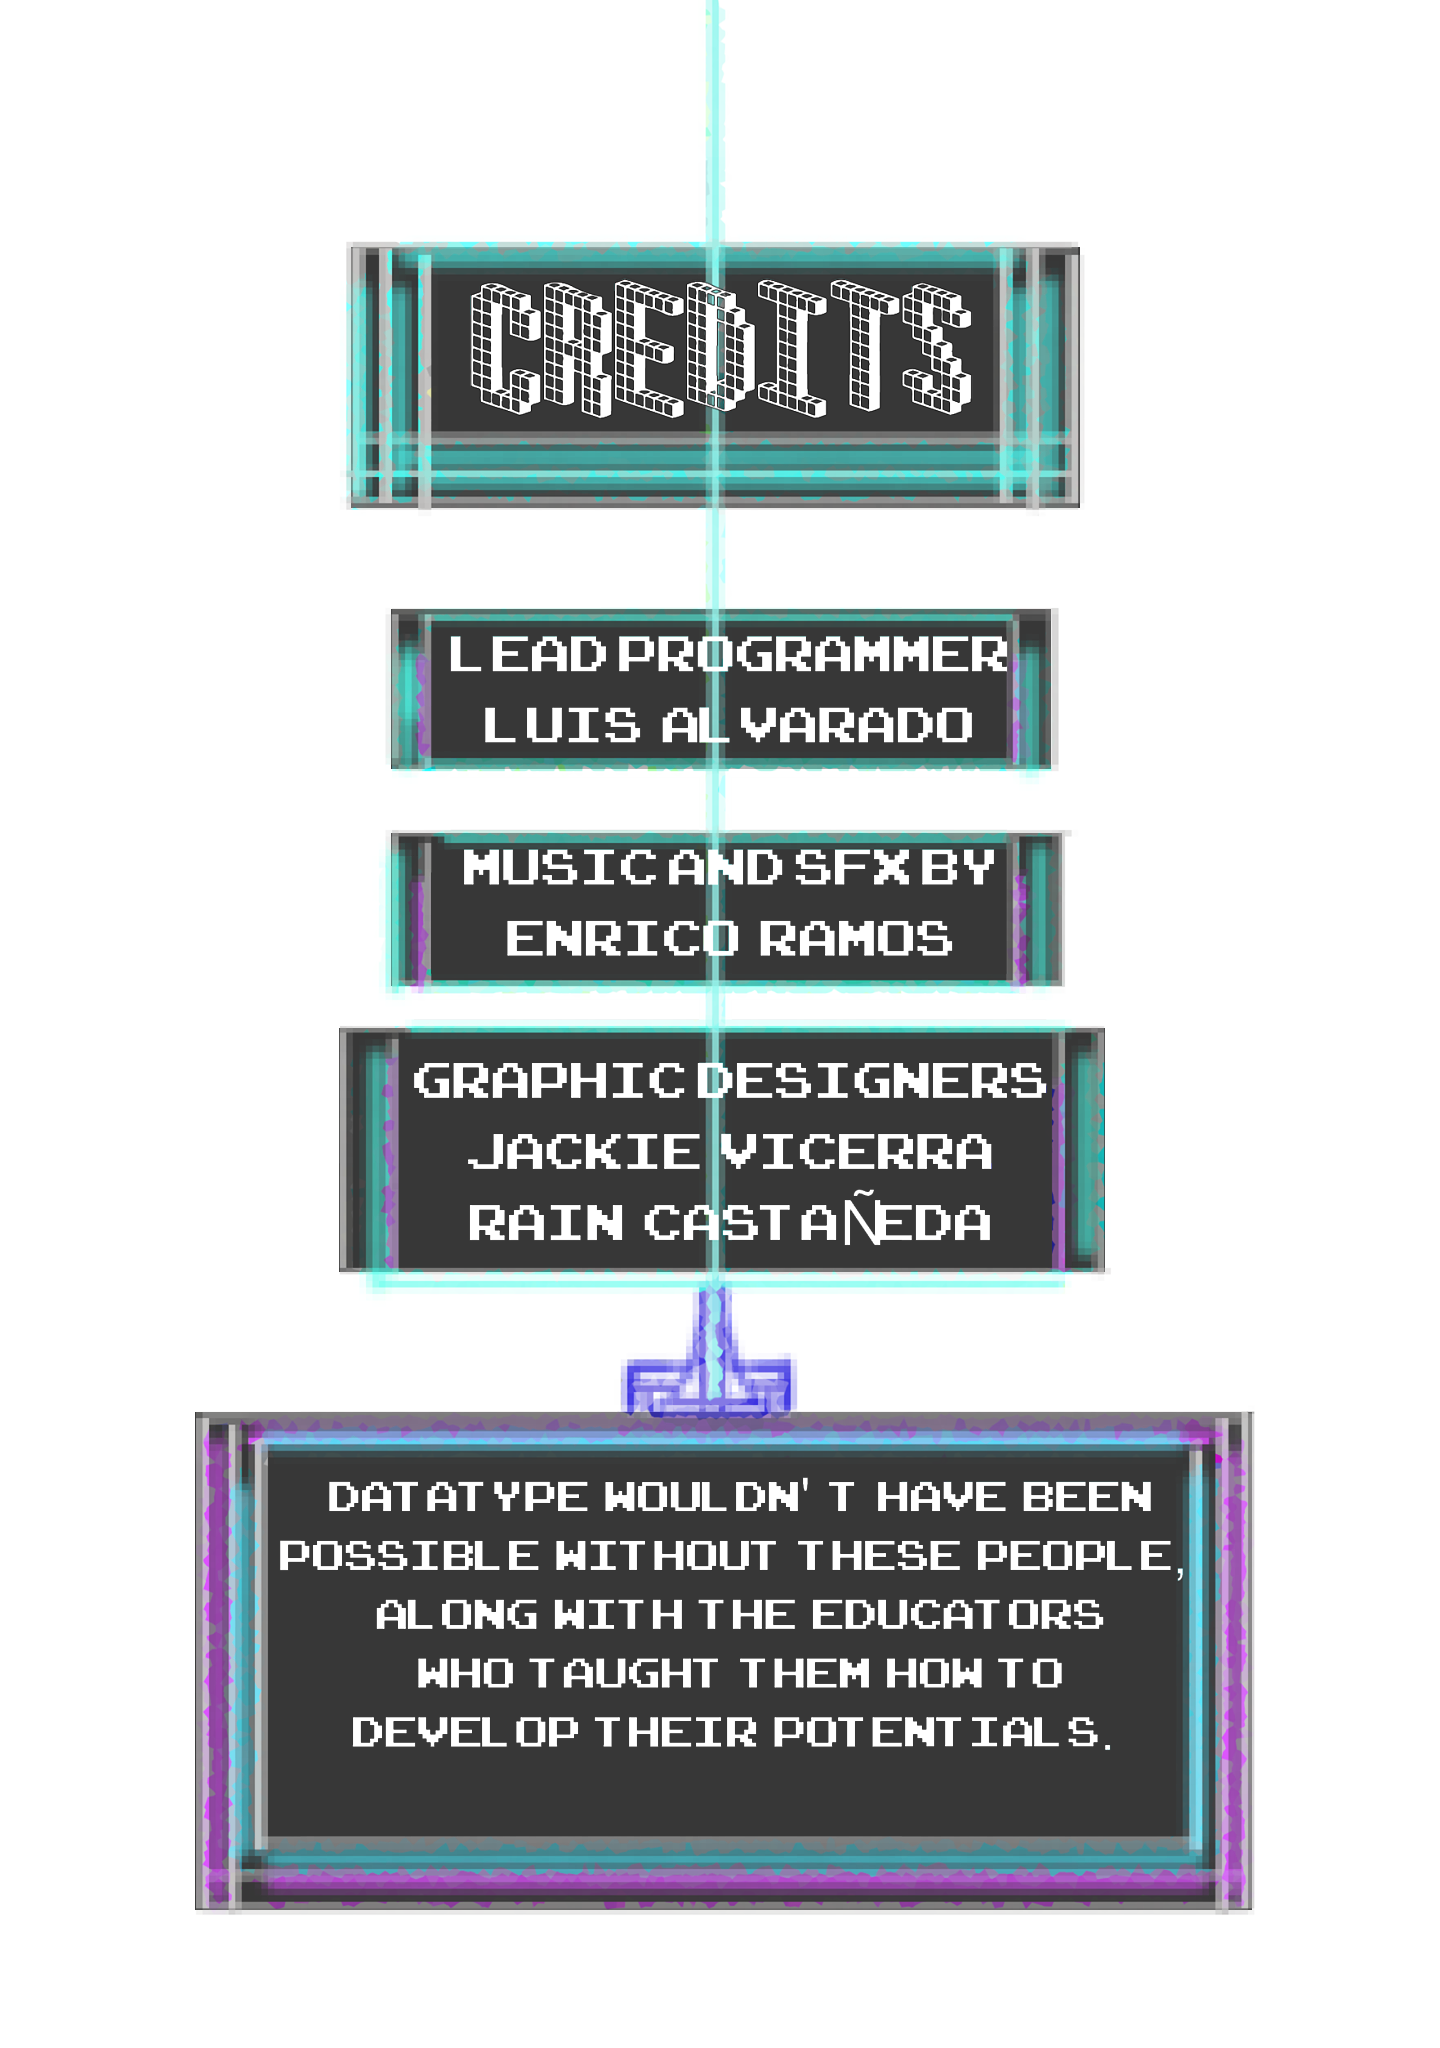 CREDITS
LEAD PROGRAMMER
LUIS ALVARADO
MUSIC AND SFX BY
ENRICO RAMOS
GRAPHIC DESIGNERS
JACKIE VICERRA
RAIN CASTAÑEDA
DATATYPE WOULDN'T HAVE BEEN
POSSIBLE WITHOUT THESE PEOPLE,
ALONG WITH THE EDUCATORS
WHO TAUGHT THEM HOW TO
DEVELOP THEIR POTENTIALS.